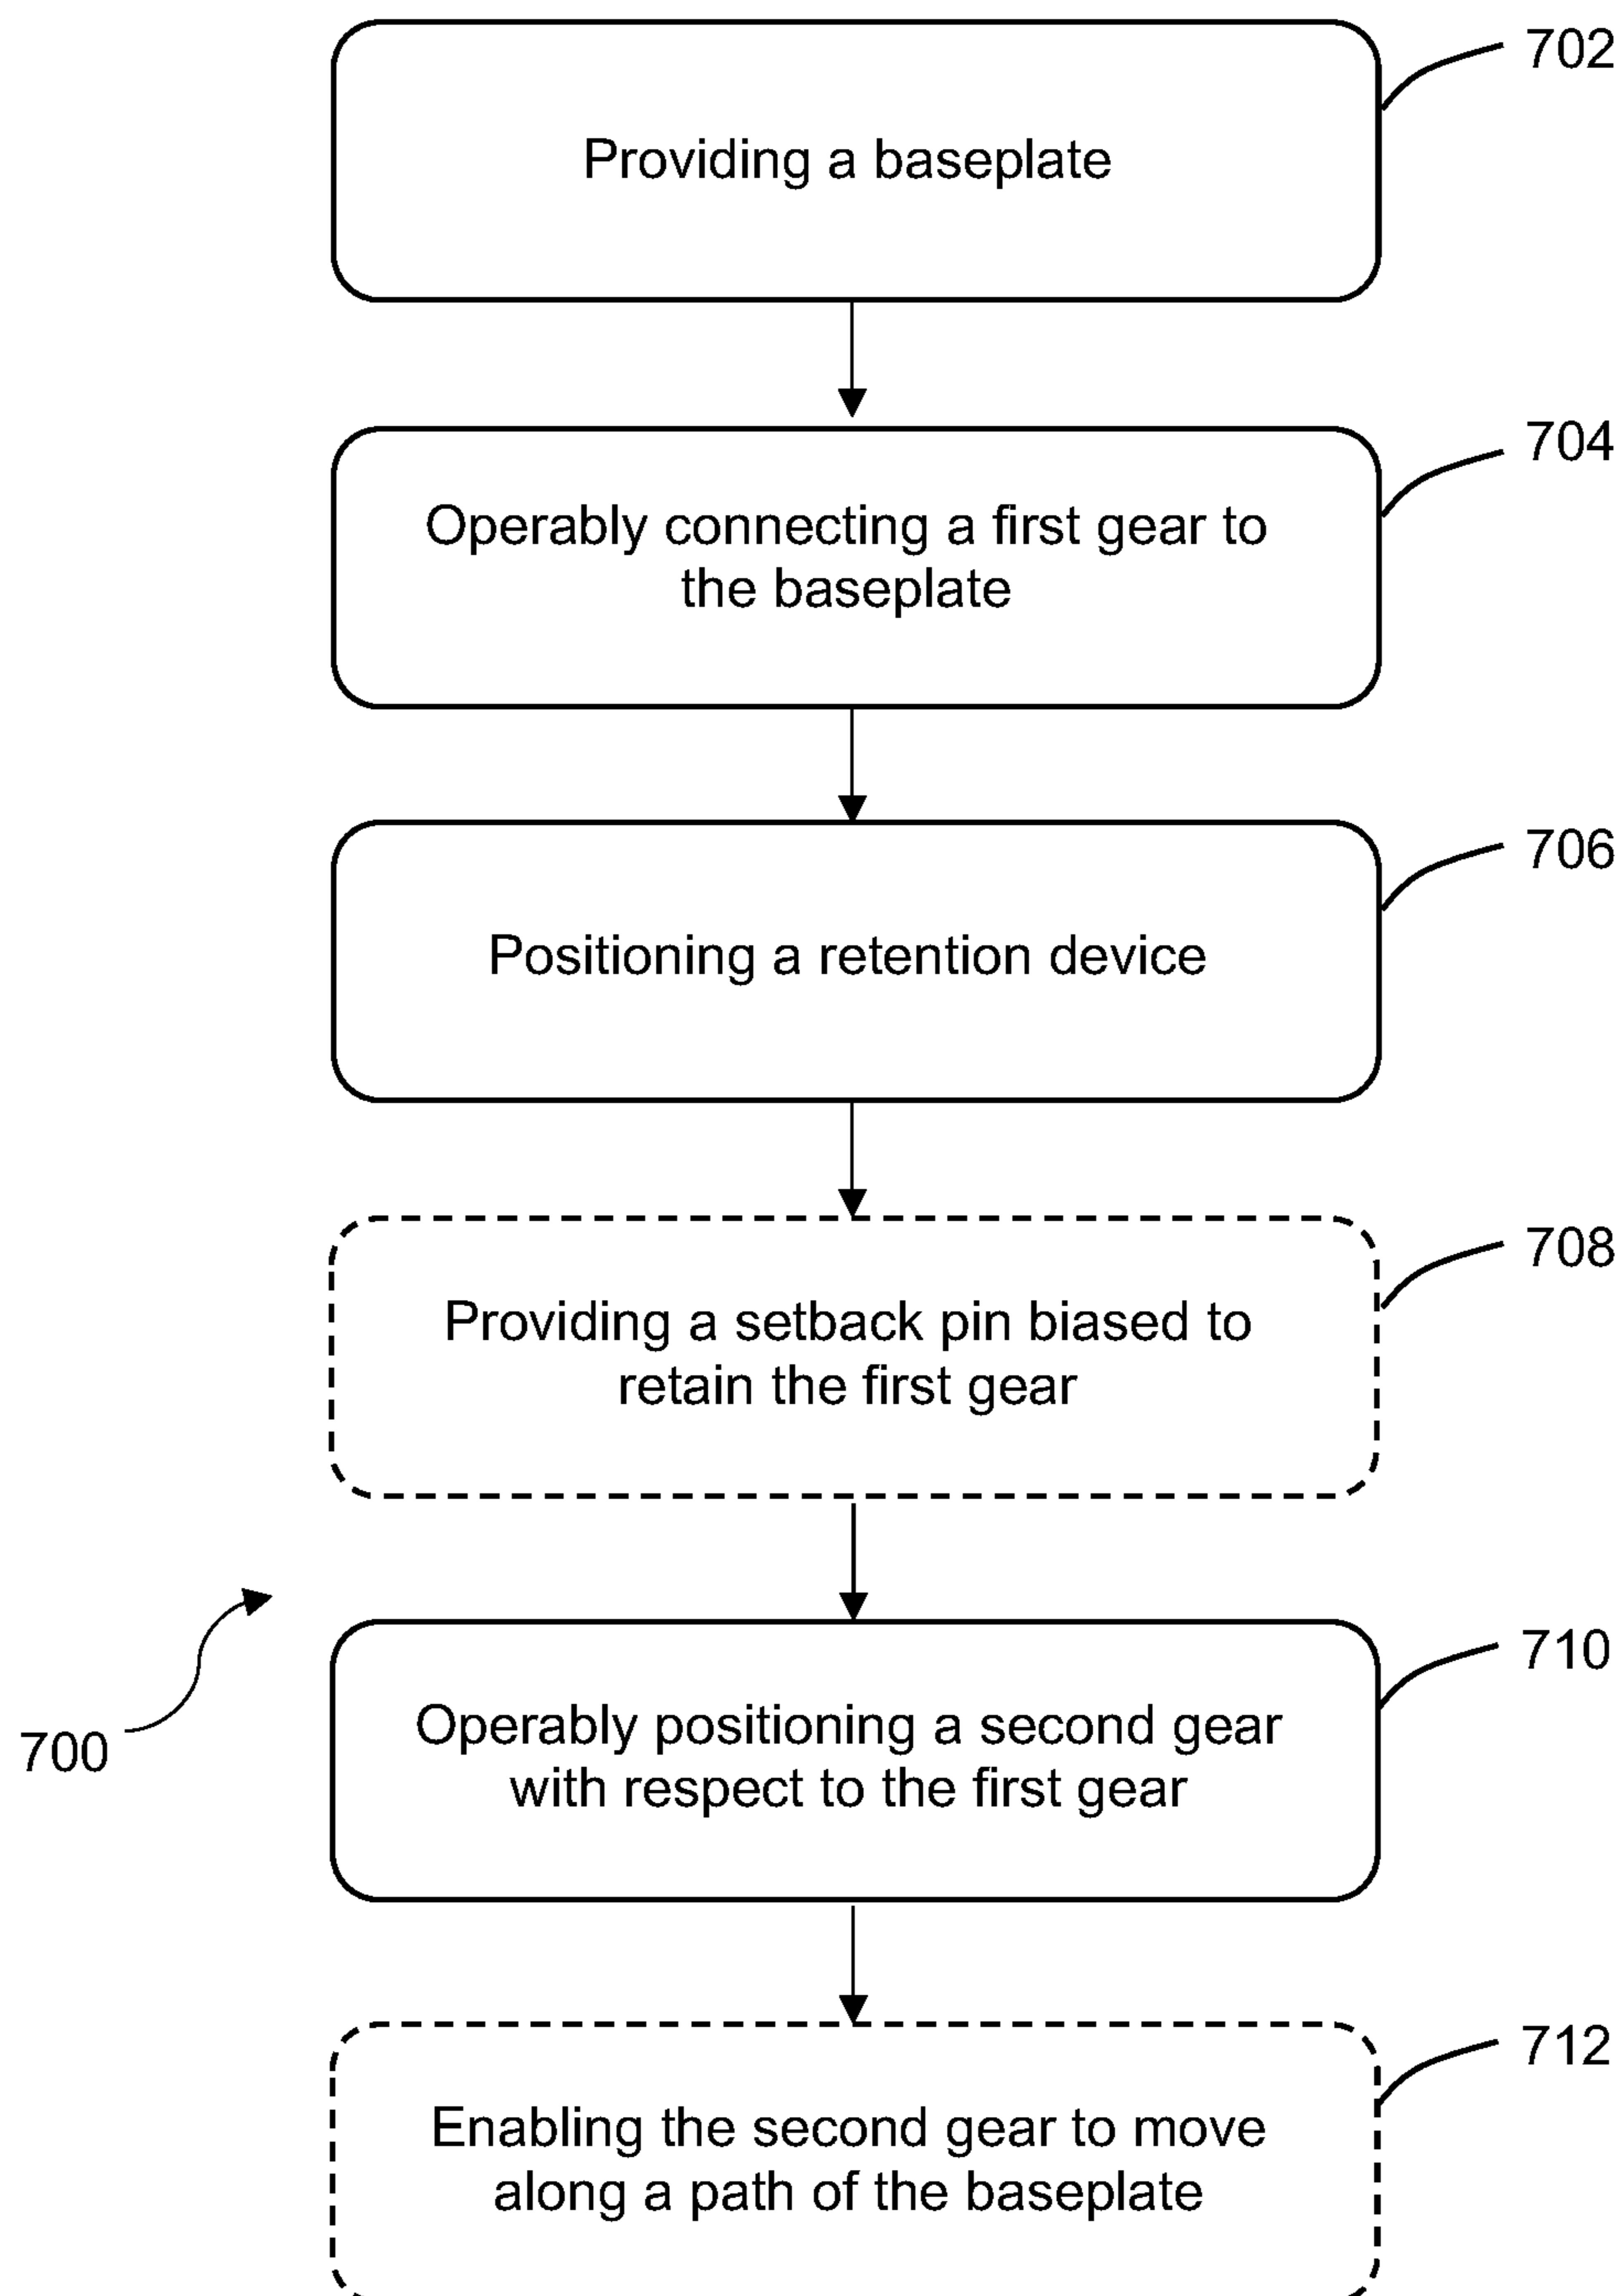 702
Providing a baseplate
704
Operably connecting a first gear to
the baseplate
706
Positioning a retention device
708
Providing a setback pin biased to
retain the first gear
710
Operably positioning a second gear
with respect to the first gear
700
712
Enabling the second gear to move
along a path of the baseplate